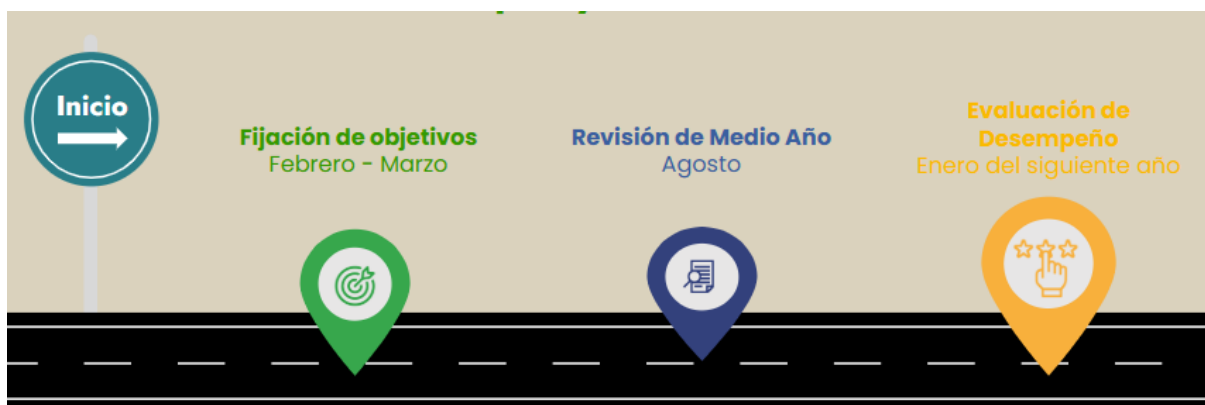 Inicio
Fijación de objetivos
Febrero - Marzo
Revisión de Medio Año
Agosto
Evaluación de
Desempeño
Enero del siguiente año